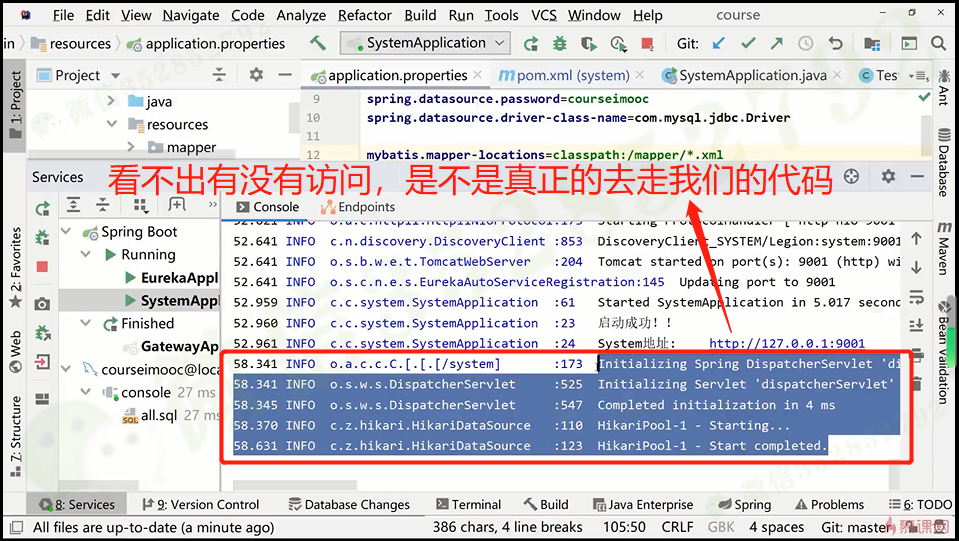 File Edit View Navigate Code Analyze Refactor Build Run Tools VCS Window Help course
in resources application.properties SystemApplication Git:
Project application.properties pom.xml (system) SystemApplication.java Tes
1: Project
java
resources
mapper
9 spring.datasource.password=courseimooc
10 spring.datasource.driver-class-name=com.mysql.jdbc.Driver
11
12 mybatis.mapper-locations=classpath:/mapper/*.xml
Ant
Database
Maven
Bean Validation
看不出有没有访问，是不是真正的去走我们的代码
Services
Console Endpoints
2: Favorites
Web
Z: Structure
Spring Boot
Running
EurekaAppl
SystemAppl
Finished
GatewayAp
courseimooc@loca
console 27 ms
all.sql 27 ms
52.641 INFO c.n.discovery.DiscoveryClient :853 DiscoveryClient_SYSTEM/Legion:system:9001
52.641 INFO o.s.b.w.e.t.TomcatWebServer :204 Tomcat started on port(s): 9001 (http) wi
52.641 INFO o.s.c.n.e.s.EurekaAutoServiceRegistration:145 Updating port to 9001
52.959 INFO c.c.system.SystemApplication :61 Started SystemApplication in 5.017 second
52.960 INFO c.c.system.SystemApplication :23 启动成功！！
52.961 INFO c.c.system.SystemApplication :24 System地址: http://127.0.0.1:9001
58.341 INFO o.a.c.c.C.[.[.[/system] :173 Initializing Spring DispatcherServlet 'di
58.341 INFO o.s.w.s.DispatcherServlet :525 Initializing Servlet 'dispatcherServlet'
58.345 INFO o.s.w.s.DispatcherServlet :547 Completed initialization in 4 ms
58.370 INFO c.z.hikari.HikariDataSource :110 HikariPool-1 - Starting...
58.631 INFO c.z.hikari.HikariDataSource :123 HikariPool-1 - Start completed.
8: Services 9: Version Control Database Changes Terminal Build Java Enterprise Spring Problems 6: TODO
All files are up-to-date (a minute ago) 386 chars, 4 line breaks 105:50 CRLF GBK 4 spaces Git: master
慕课网